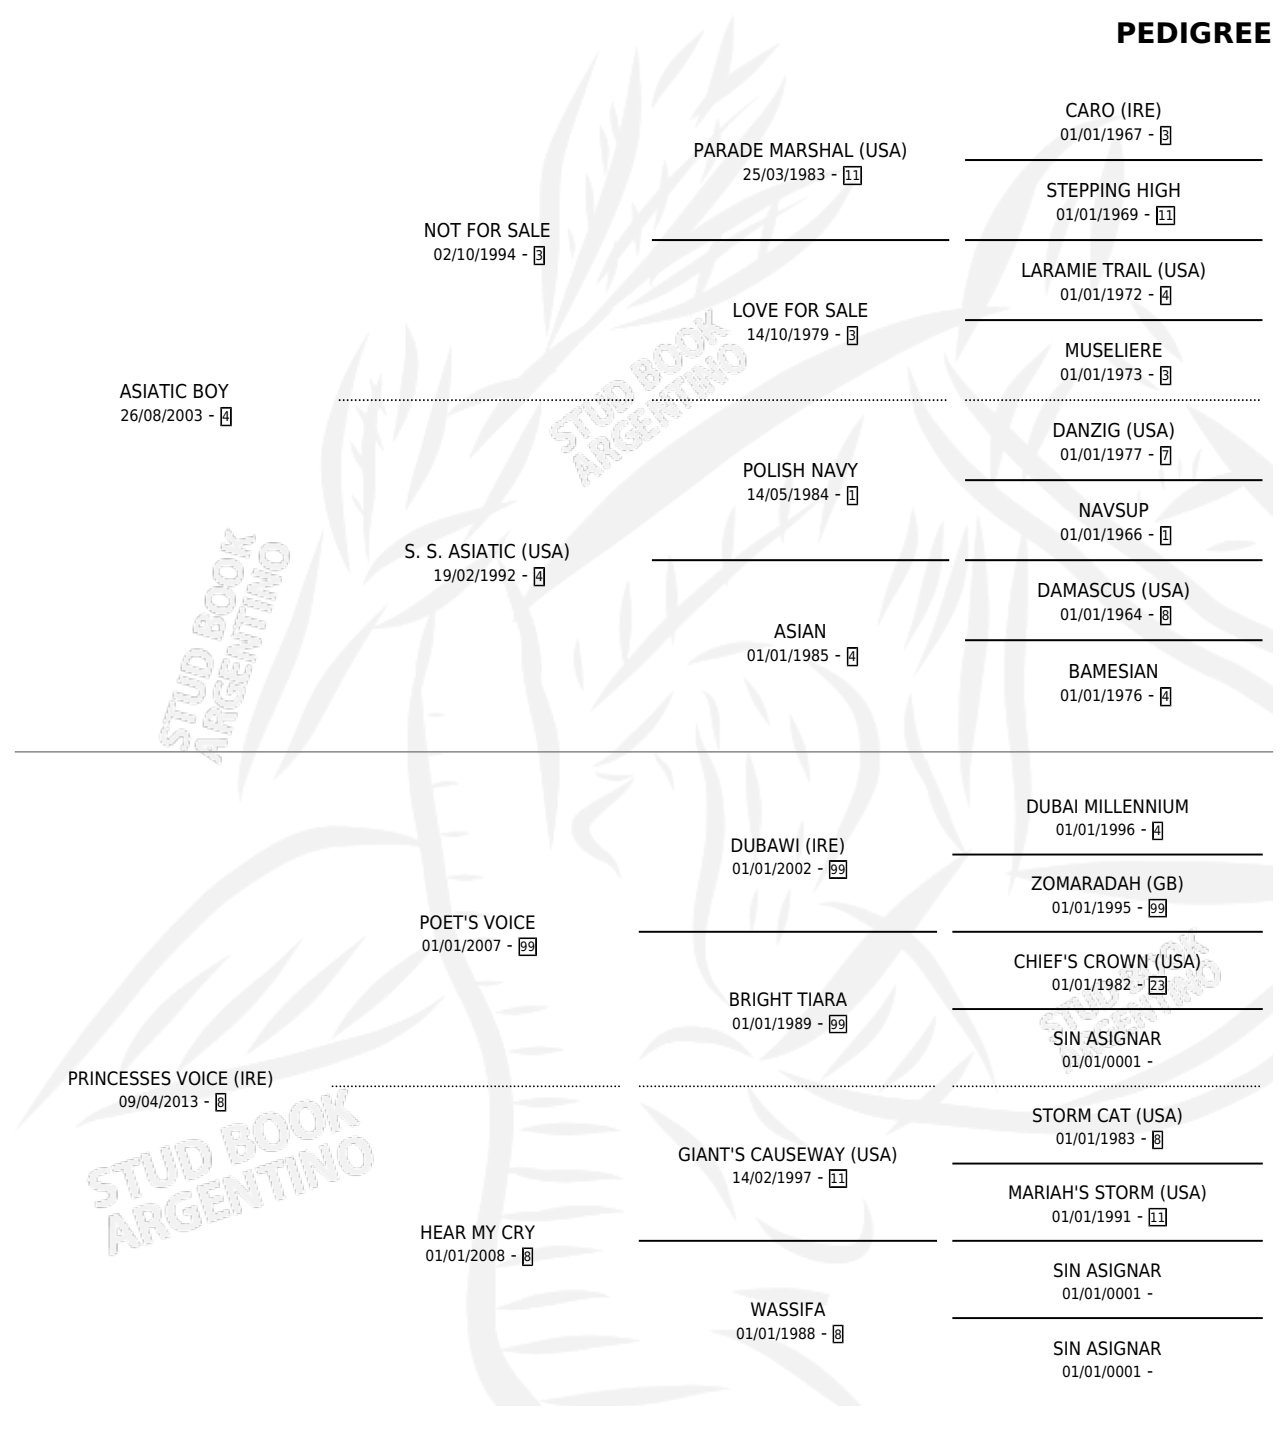 PEDIGREE
CARO (IRE)
01/01/1967 - 3
PARADE MARSHAL (USA)
25/03/1983 - 11
STEPPING HIGH
01/01/1969 - 11
NOT FOR SALE
02/10/1994 - 3
LARAMIE TRAIL (USA)
01/01/1972 - 4
LOVE FOR SALE
14/10/1979 - 3
MUSELIERE
01/01/1973 - 3
ASIATIC BOY
26/08/2003 - 4
DANZIG (USA)
01/01/1977 - 7
POLISH NAVY
14/05/1984 - 1
NAVSUP
01/01/1966 - 1
S. S. ASIATIC (USA)
19/02/1992 - 4
DAMASCUS (USA)
01/01/1964 - 8
ASIAN
01/01/1985 - 4
BAMESIAN
01/01/1976 - 4
DUBAI MILLENNIUM
01/01/1996 - 4
DUBAWI (IRE)
01/01/2002 - 99
ZOMARADAH (GB)
01/01/1995 - 99
POET'S VOICE
01/01/2007 - 99
CHIEF'S CROWN (USA)
01/01/1982 - 23
BRIGHT TIARA
01/01/1989 - 99
SIN ASIGNAR
01/01/0001 -
PRINCESSES VOICE (IRE)
09/04/2013 - 8
STORM CAT (USA)
01/01/1983 - 8
GIANT'S CAUSEWAY (USA)
14/02/1997 - 11
MARIAH'S STORM (USA)
01/01/1991 - 11
HEAR MY CRY
01/01/2008 - 8
SIN ASIGNAR
01/01/0001 -
WASSIFA
01/01/1988 - 8
SIN ASIGNAR
01/01/0001 -
STUD BOOK
ARGENTINO
STUD BOOK
ARGENTINO
STUD BOOK
ARGENTINO
STUD BOOK
ARGENTINO